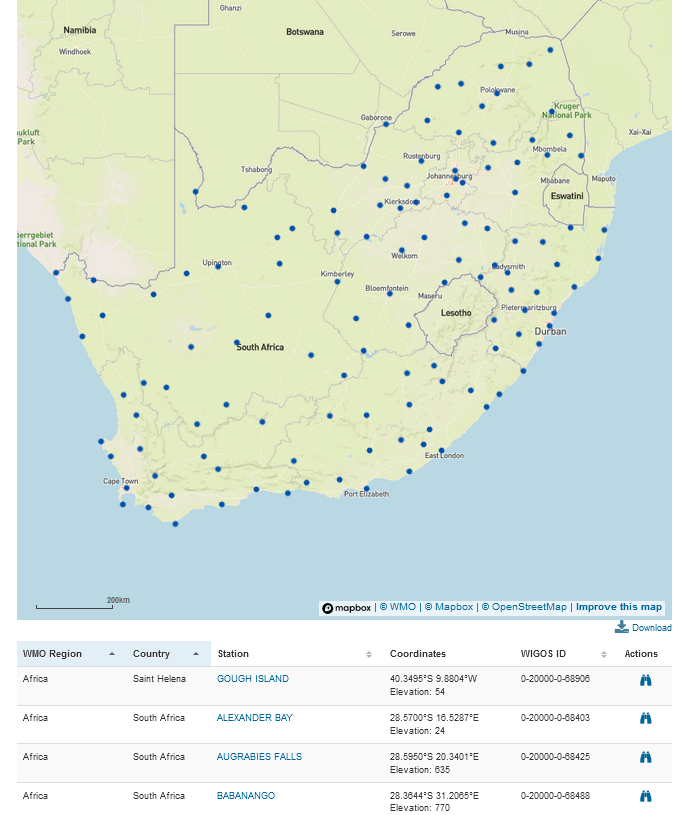 Ghanzi
Namibia
Botswana
Serowe
Musina
Windhoek
Polokwane
Kruger
National Park
Gaborone
Xai-Xai
Park
Mbombela
Rustenburg
Tshabong
Johannesburg
Mbabane
Maputo
Klerksdorp
Eswatini
National Park
Upington
Welkom
Ladysmith
Kimberley
Bloemfontein
Maseru
Lesotho
Pietermaritzburg
Durban
South Africa
East London
Cape Town
Port Elizabeth
200km
mapbox | © WMO | © Mapbox | © OpenStreetMap | Improve this map
Download
WMO Region Country Station Coordinates WIGOS ID Actions
Africa Saint Helena GOUGH ISLAND 40.3495°S 9.8804°W 0-20000-0-68906
Elevation: 54
Africa South Africa ALEXANDER BAY 28.5700°S 16.5287°E 0-20000-0-68403
Elevation: 24
Africa South Africa AUGRABIES FALLS 28.5950°S 20.3401°E 0-20000-0-68425
Elevation: 635
Africa South Africa BABANANGO 28.3644°S 31.2065°E 0-20000-0-68488
Elevation: 770